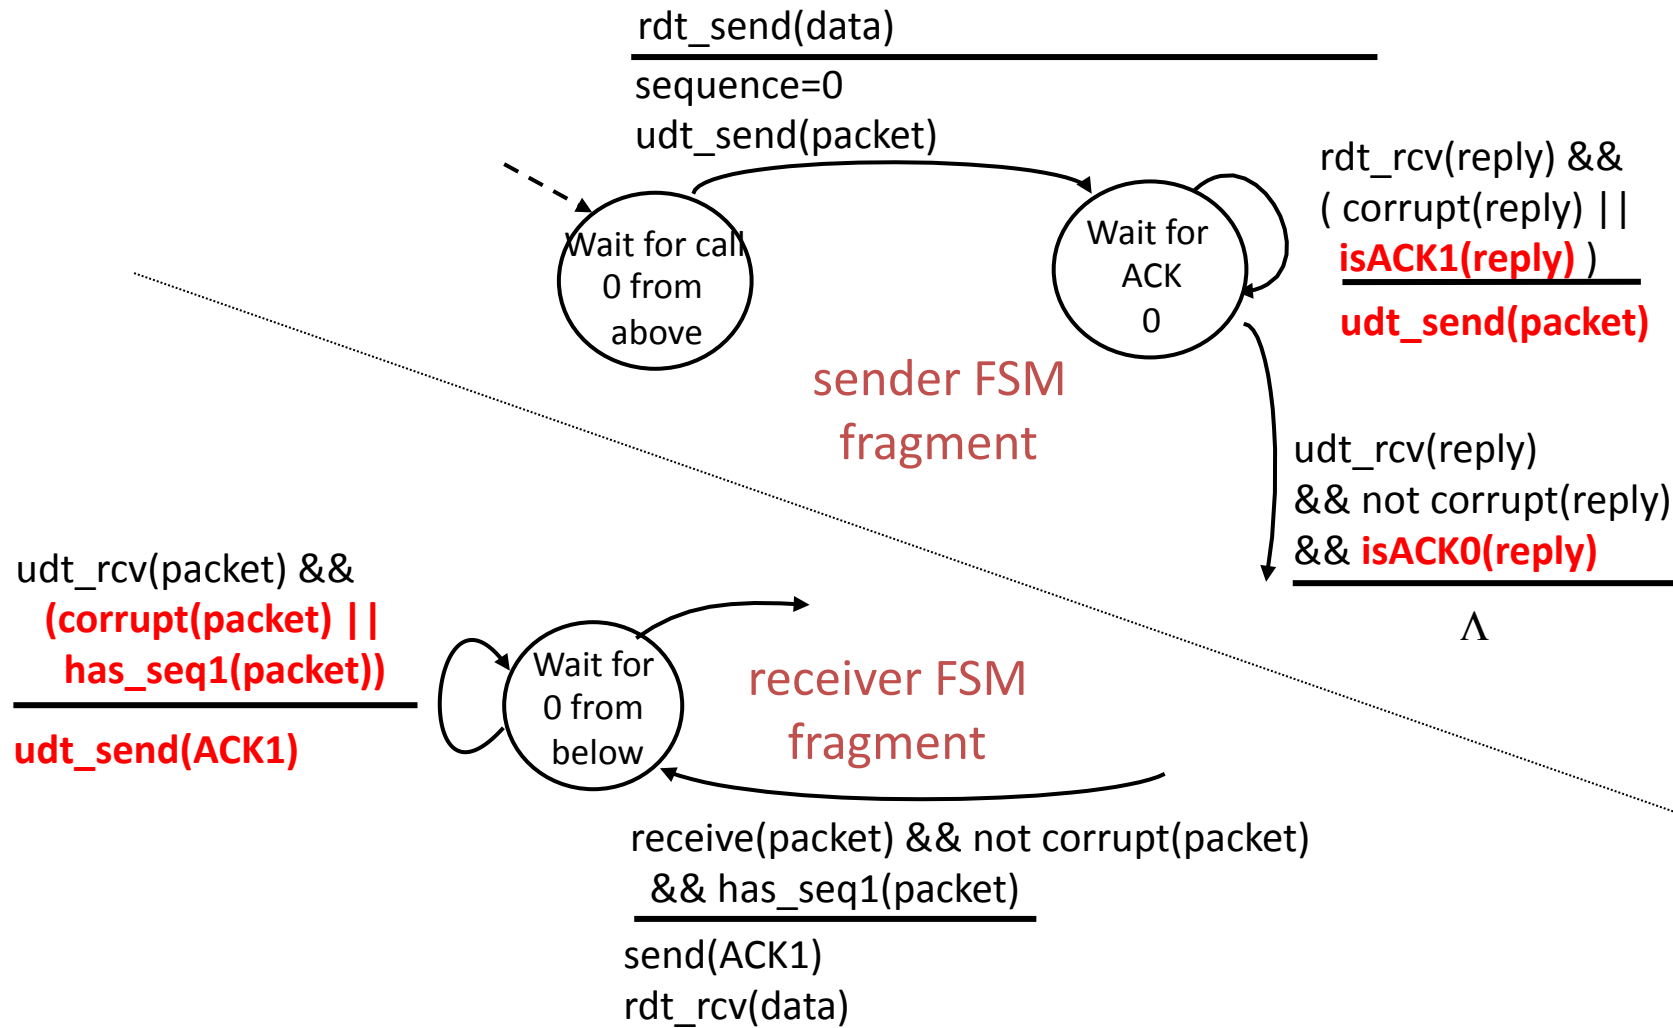 rdt_send(data)
sequence=0
udt_send(packet)
rdt_rcv(reply) &&
( corrupt(reply) ||
isACK1(reply) )
udt_send(packet)
Wait for call
0 from
above
Wait for
ACK
0
sender FSM
fragment
udt_rcv(reply)
&& not corrupt(reply)
&& isACK0(reply)
Λ
udt_rcv(packet) &&
(corrupt(packet) ||
has_seq1(packet))
udt_send(ACK1)
Wait for
0 from
below
receiver FSM
fragment
receive(packet) && not corrupt(packet)
&& has_seq1(packet)
send(ACK1)
rdt_rcv(data)